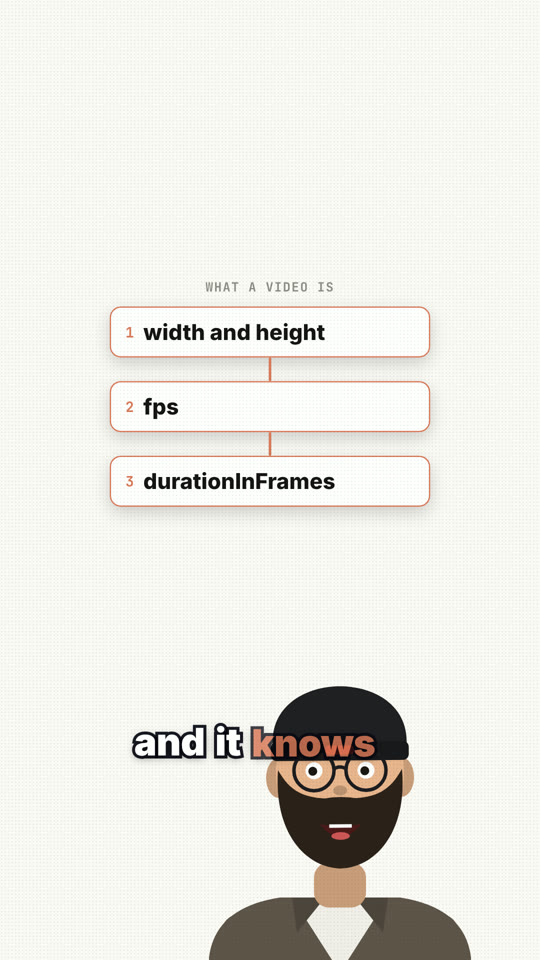 WHAT A VIDEO IS
1 width and height
2 fps
3 durationInFrames
and it knows